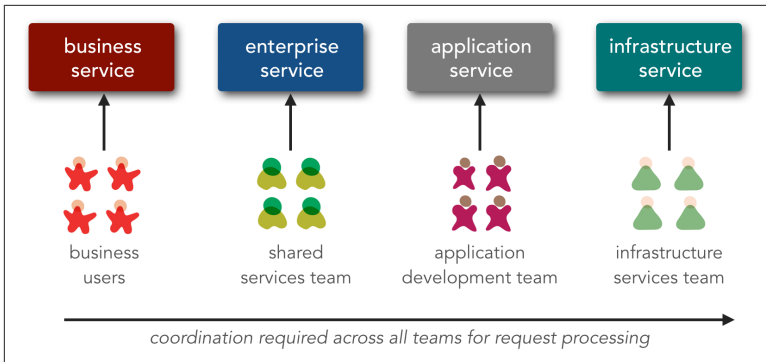 business
service
enterprise
service
application
service
infrastructure
service
business
users
shared
services team
application
development team
infrastructure
services team
coordination required across all teams for request processing